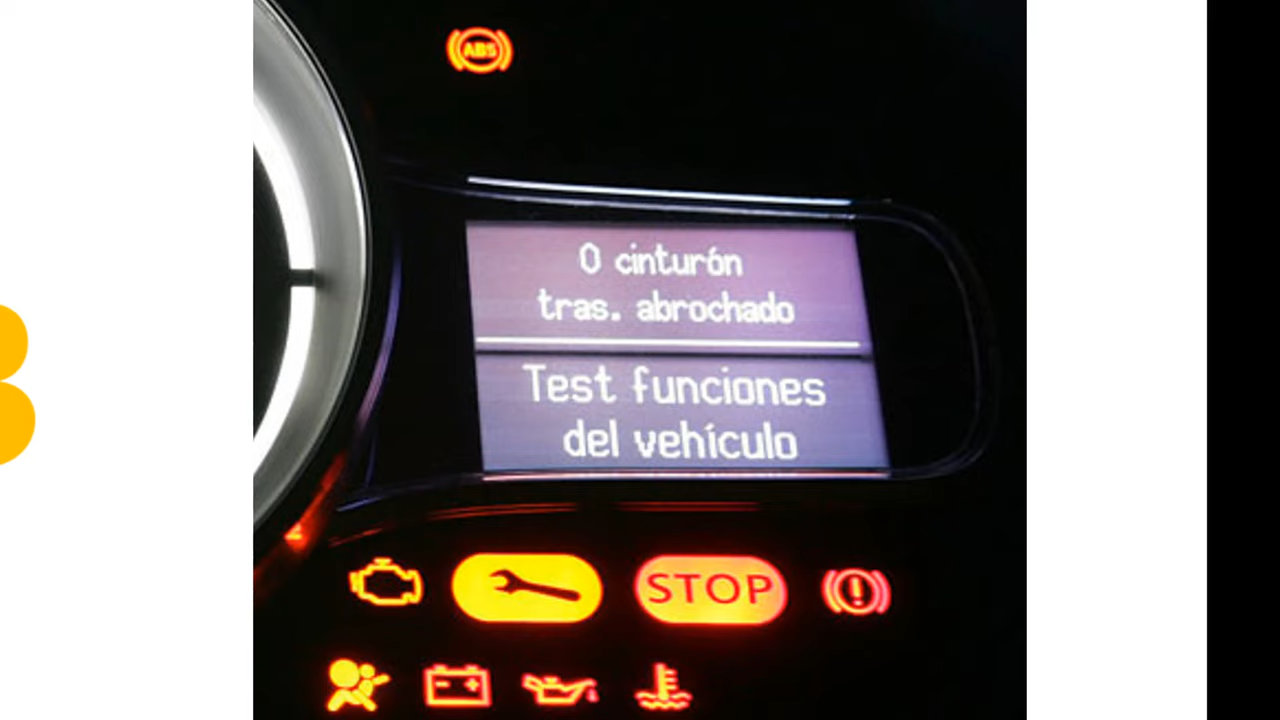 ABS
0 cinturón
tras. abrochado
Test funciones
del vehículo
STOP